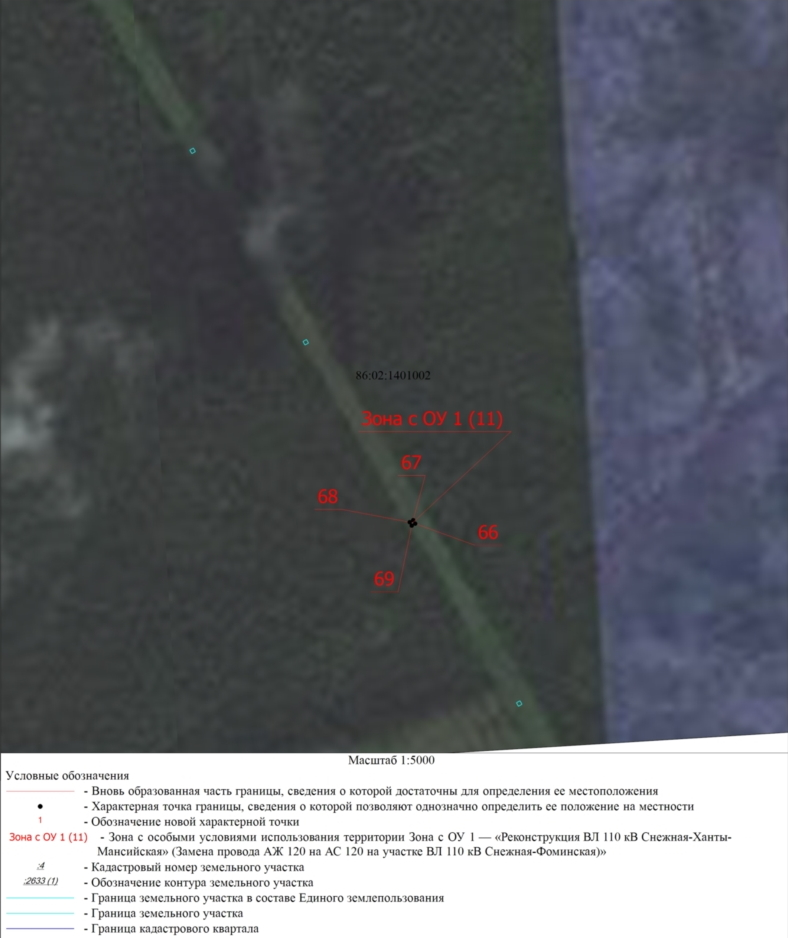 86:02:1401002
Зона с ОУ 1 (11)
67
68
66
69
Масштаб 1:5000
Условные обозначения
- Вновь образованная часть границы, сведения о которой достаточны для определения ее местоположения
- Характерная точка границы, сведения о которой позволяют однозначно определить ее положение на местности
1 - Обозначение новой характерной точки
Зона с ОУ 1 (11) - Зона с особыми условиями использования территории Зона с ОУ 1 — «Реконструкция ВЛ 110 кВ Снежная-Ханты-
Мансийская» (Замена провода АЖ 120 на АС 120 на участке ВЛ 110 кВ Снежная-Фоминская)»
:4 - Кадастровый номер земельного участка
:2633 (1) - Обозначение контура земельного участка
- Граница земельного участка в составе Единого землепользования
- Граница земельного участка
- Граница кадастрового квартала